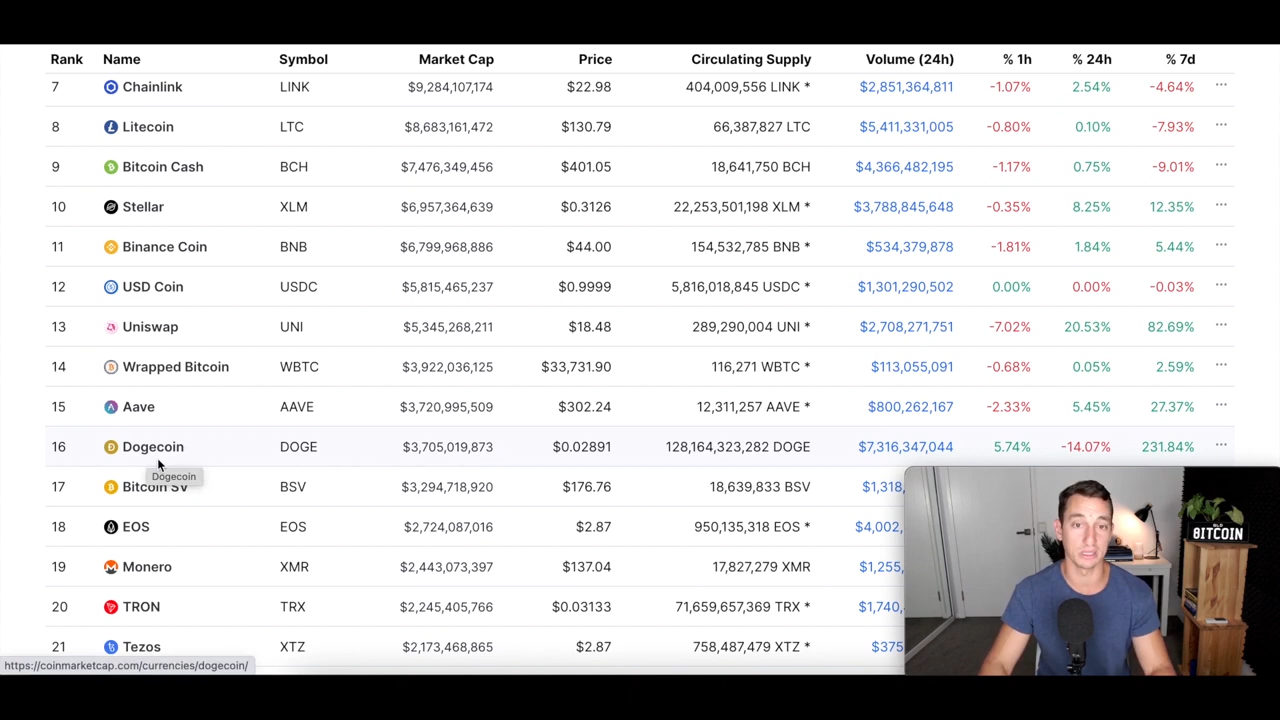 Rank Name Symbol Market Cap Price Circulating Supply Volume (24h) % 1h % 24h % 7d
7 Chainlink LINK $9,284,107,174 $22.98 404,009,556 LINK * $2,851,364,811 -1.07% 2.54% -4.64%
8 Litecoin LTC $8,683,161,472 $130.79 66,387,827 LTC $5,411,331,005 -0.80% 0.10% -7.93%
9 Bitcoin Cash BCH $7,476,349,456 $401.05 18,641,750 BCH $4,366,482,195 -1.17% 0.75% -9.01%
10 Stellar XLM $6,957,364,639 $0.3126 22,253,501,198 XLM * $3,788,845,648 -0.35% 8.25% 12.35%
11 Binance Coin BNB $6,799,968,886 $44.00 154,532,785 BNB * $534,379,878 -1.81% 1.84% 5.44%
12 USD Coin USDC $5,815,465,237 $0.9999 5,816,018,845 USDC * $1,301,290,502 0.00% 0.00% -0.03%
13 Uniswap UNI $5,345,268,211 $18.48 289,290,004 UNI * $2,708,271,751 -7.02% 20.53% 82.69%
14 Wrapped Bitcoin WBTC $3,922,036,125 $33,731.90 116,271 WBTC * $113,055,091 -0.68% 0.05% 2.59%
15 Aave AAVE $3,720,995,509 $302.24 12,311,257 AAVE * $800,262,167 -2.33% 5.45% 27.37%
16 Dogecoin DOGE $3,705,019,873 $0.02891 128,164,323,282 DOGE $7,316,347,044 5.74% -14.07% 231.84%
Dogecoin
17 Bitcoin SV BSV $3,294,718,920 $176.76 18,639,833 BSV $1,318,
18 EOS EOS $2,724,087,016 $2.87 950,135,318 EOS * $4,002,
19 Monero XMR $2,443,073,397 $137.04 17,827,279 XMR $1,255,
20 TRON TRX $2,245,405,766 $0.03133 71,659,657,369 TRX * $1,740,
21 Tezos XTZ $2,173,468,865 $2.87 758,487,479 XTZ * $375
https://coinmarketcap.com/currencies/dogecoin/
BITCOIN